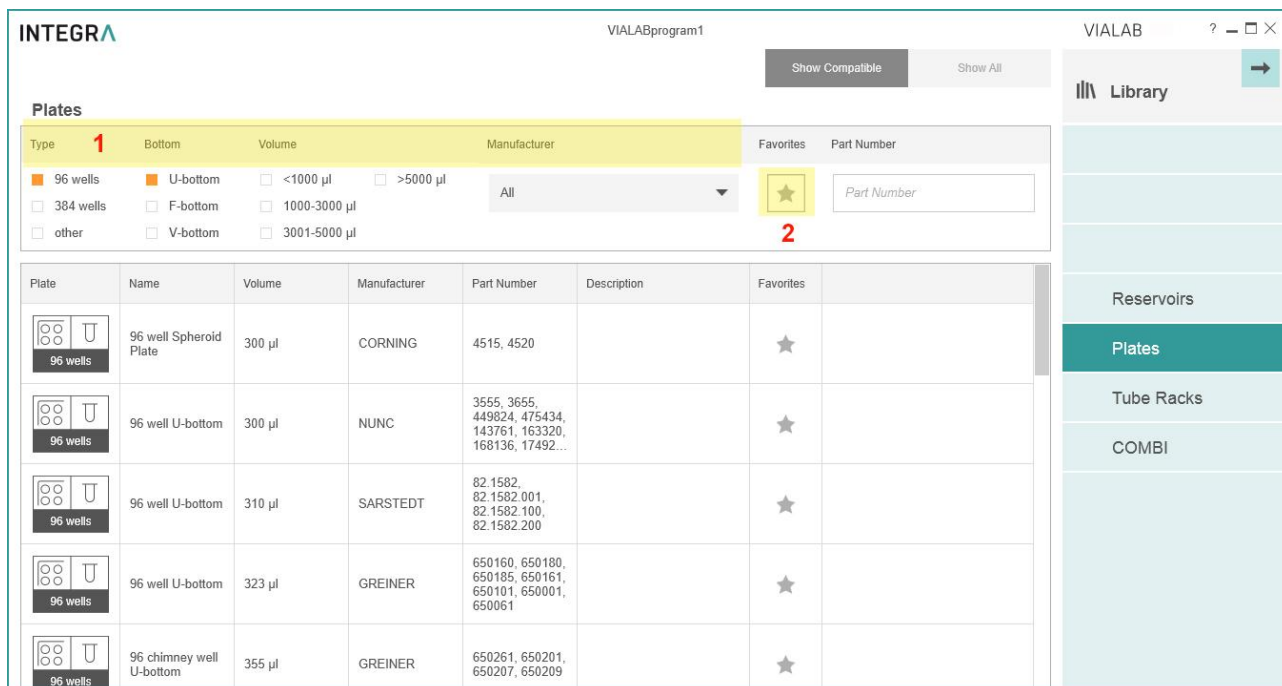 INTEGRA
VIALABprogram1
VIALAB
?
Show Compatible
Show All
Library
Plates
Type
1
Bottom
Volume
Manufacturer
Favorites
Part Number
96 wells
U-bottom
<1000 µl
>5000 µl
All
Part Number
384 wells
F-bottom
1000-3000 µl
other
V-bottom
3001-5000 µl
2
Plate
Name
Volume
Manufacturer
Part Number
Description
Favorites
96 wells
96 well Spheroid
Plate
300 µl
CORNING
4515, 4520
96 wells
96 well U-bottom
300 µl
NUNC
3555, 3655,
449824, 475434,
143761, 163320,
168136, 17492...
96 wells
96 well U-bottom
310 µl
SARSTEDT
82.1582,
82.1582.001,
82.1582.100,
82.1582.200
96 wells
96 well U-bottom
323 µl
GREINER
650160, 650180,
650185, 650161,
650101, 650001,
650061
96 wells
96 chimney well
U-bottom
355 µl
GREINER
650261, 650201,
650207, 650209
Reservoirs
Plates
Tube Racks
COMBI